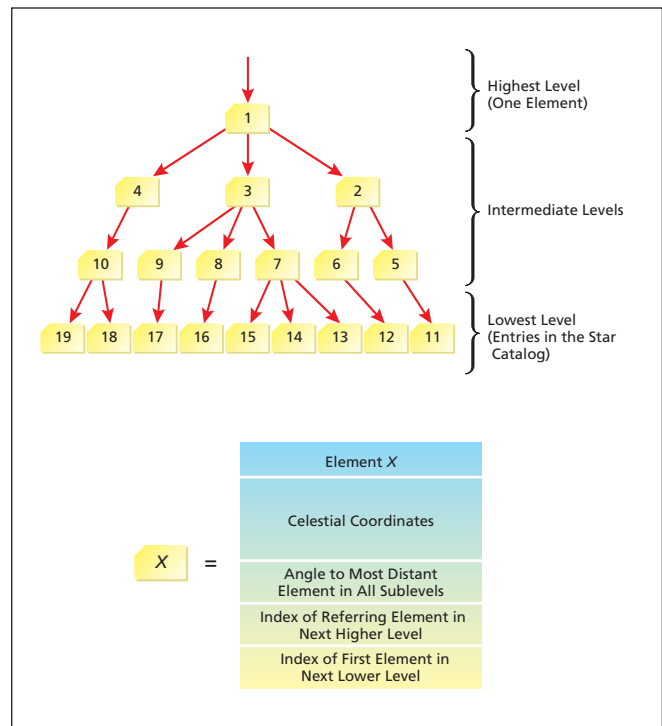 Highest Level
(One Element)
1
4 3 2
Intermediate Levels
10 9 8 7 6 5
19 18 17 16 15 14 13 12 11
Lowest Level
(Entries in the Star
Catalog)
Element X
Celestial Coordinates
X =
Angle to Most Distant
Element in All Sublevels
Index of Referring Element in
Next Higher Level
Index of First Element in
Next Lower Level